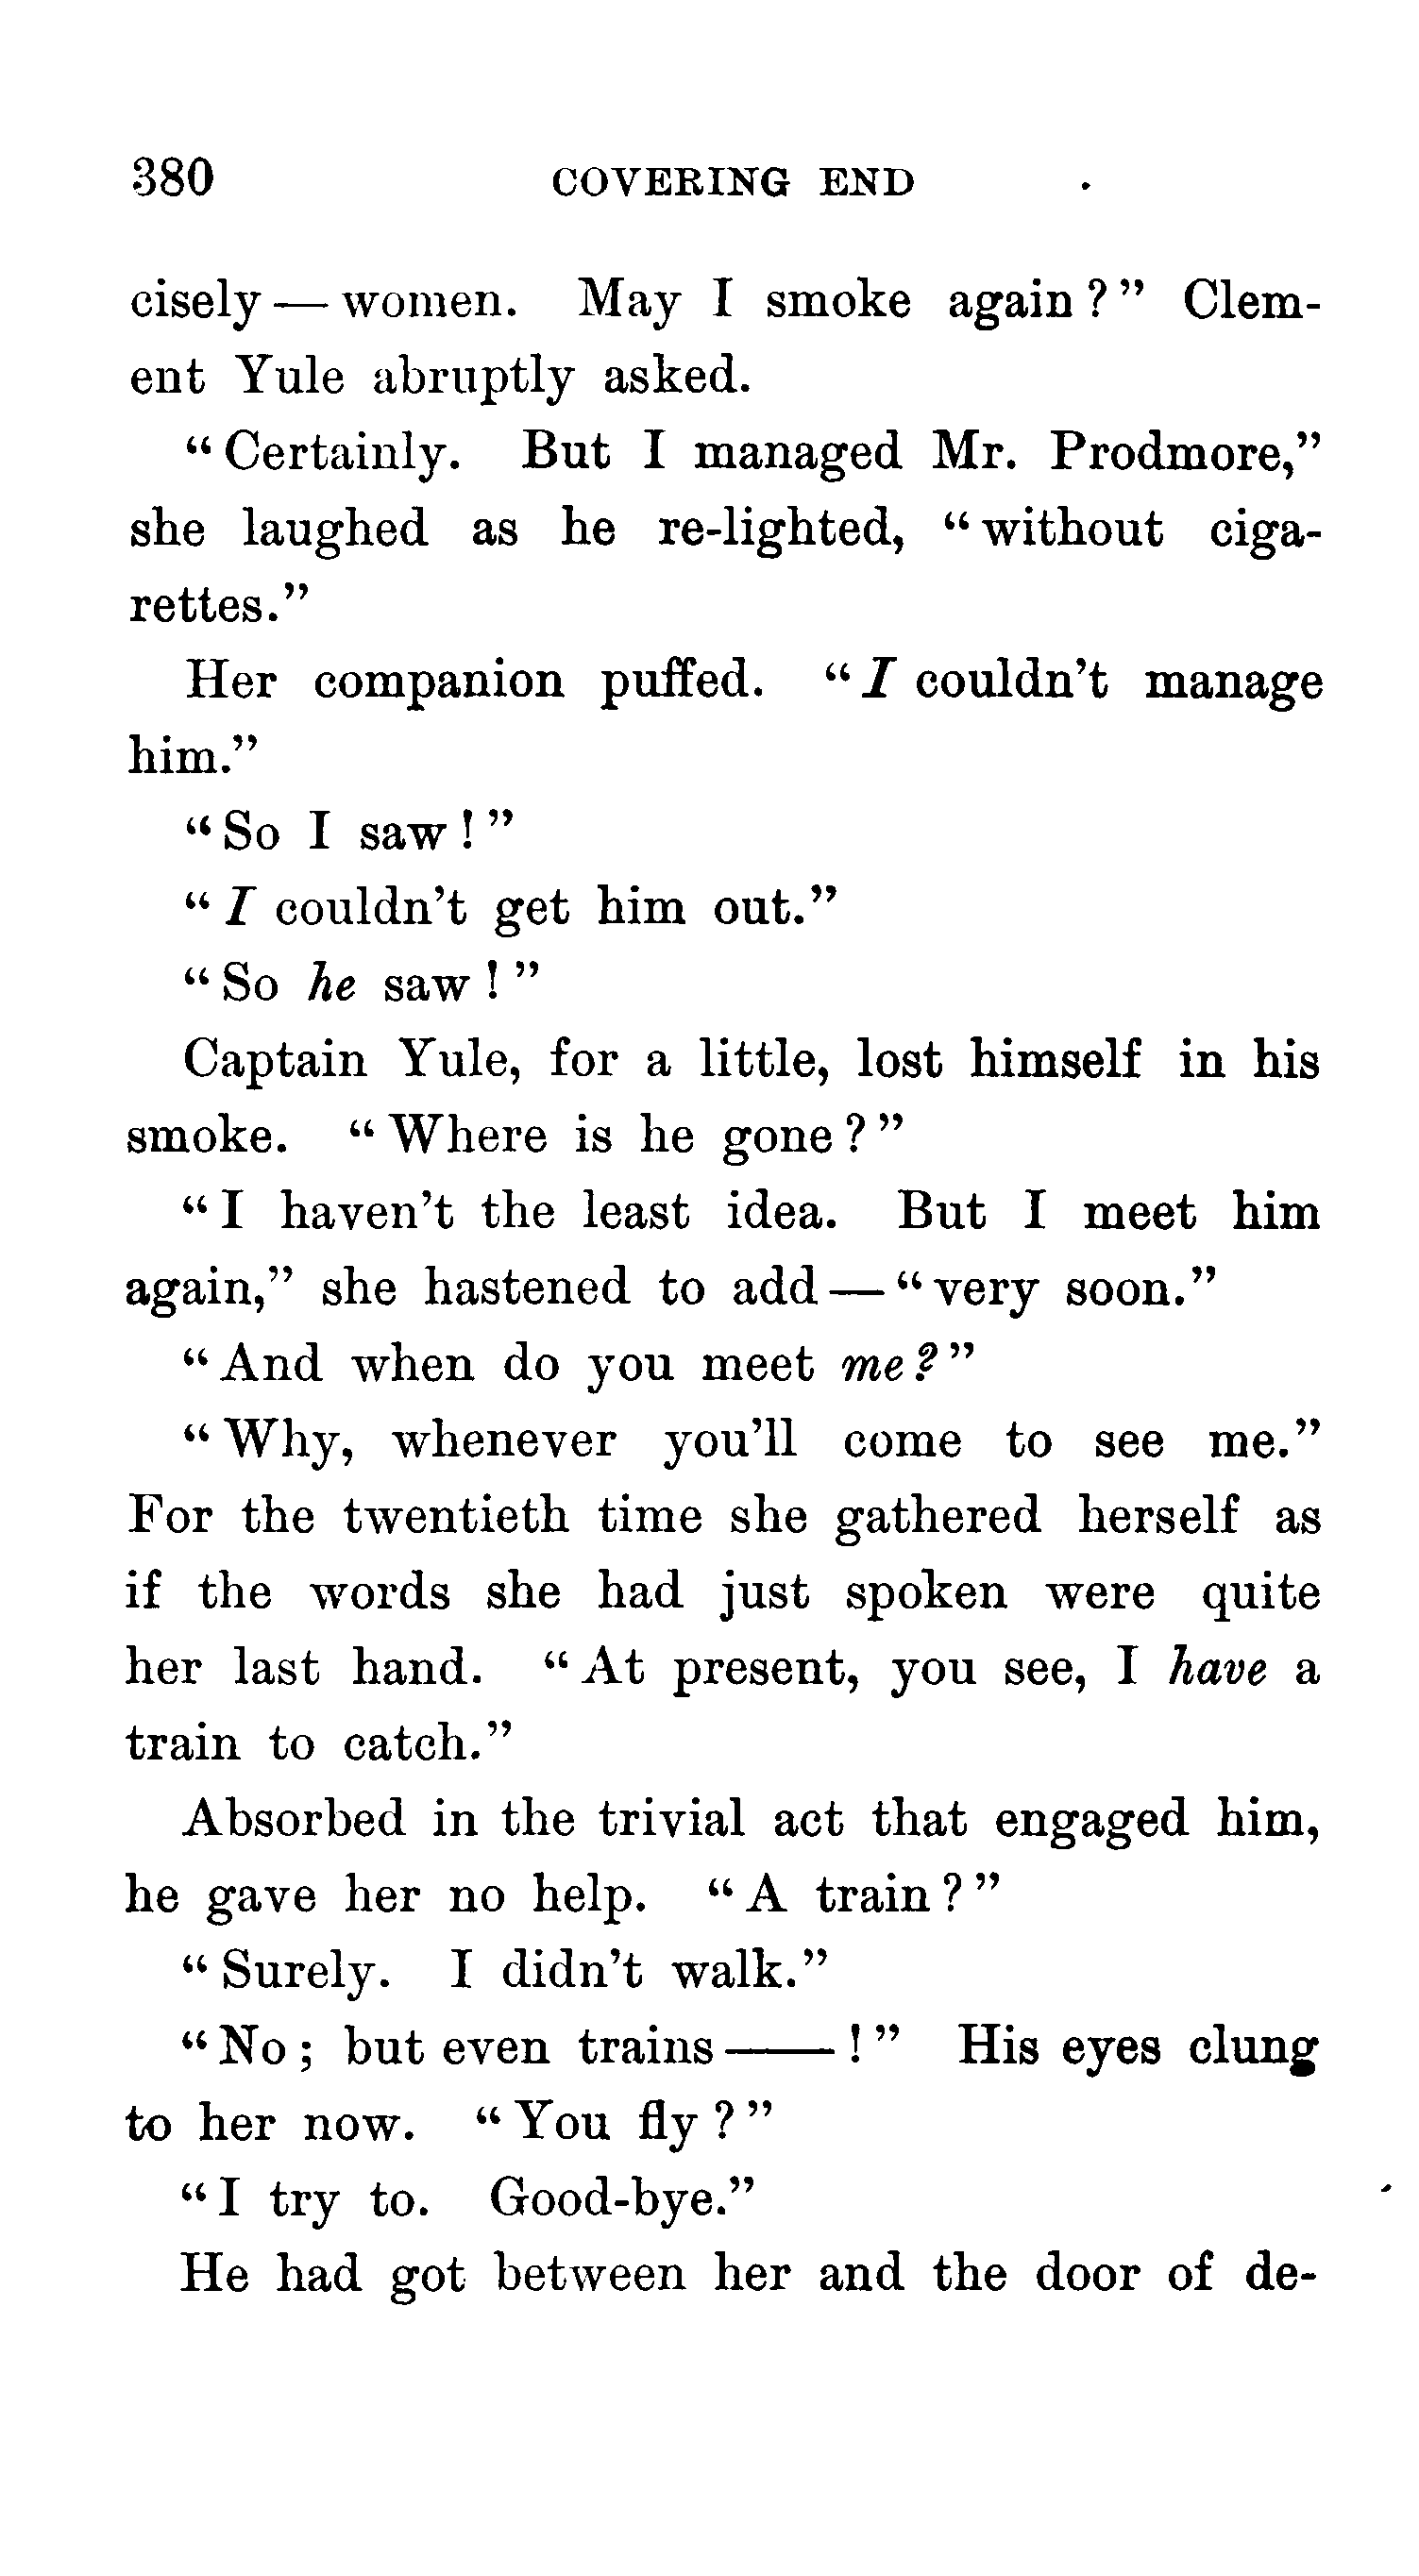 380 COVERING END
cisely — women. May I smoke again?" Clem-
ent Yule abruptly asked.
"Certainly. But I managed Mr. Prodmore,"
she laughed as he re-lighted, "without ciga-
rettes."
Her companion puffed. "I couldn't manage
him."
"So I saw!"
"I couldn't get him out."
"So he saw!"
Captain Yule, for a little, lost himself in his
smoke. "Where is he gone?"
"I haven't the least idea. But I meet him
again," she hastened to add — "very soon."
"And when do you meet me?"
"Why, whenever you'll come to see me."
For the twentieth time she gathered herself as
if the words she had just spoken were quite
her last hand. "At present, you see, I have a
train to catch."
Absorbed in the trivial act that engaged him,
he gave her no help. "A train?"
"Surely. I didn't walk."
"No; but even trains——!" His eyes clung
to her now. "You fly?"
"I try to. Good-bye."
He had got between her and the door of de-